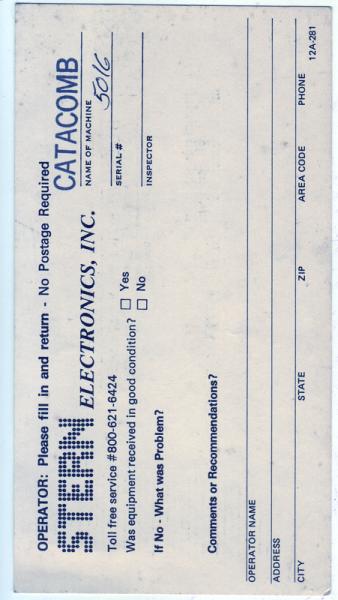 OPERATOR: Please fill in and return - No Postage Required
STERN
ELECTRONICS, INC.
CATACOMB
NAME OF MACHINE
5016
SERIAL #
INSPECTOR
Toll free service #800-621-6424
Was equipment received in good condition?
Yes
No
If No - What was Problem?
Comments or Recommendations?
OPERATOR NAME
ADDRESS
CITY STATE ZIP AREA CODE PHONE
12A-281